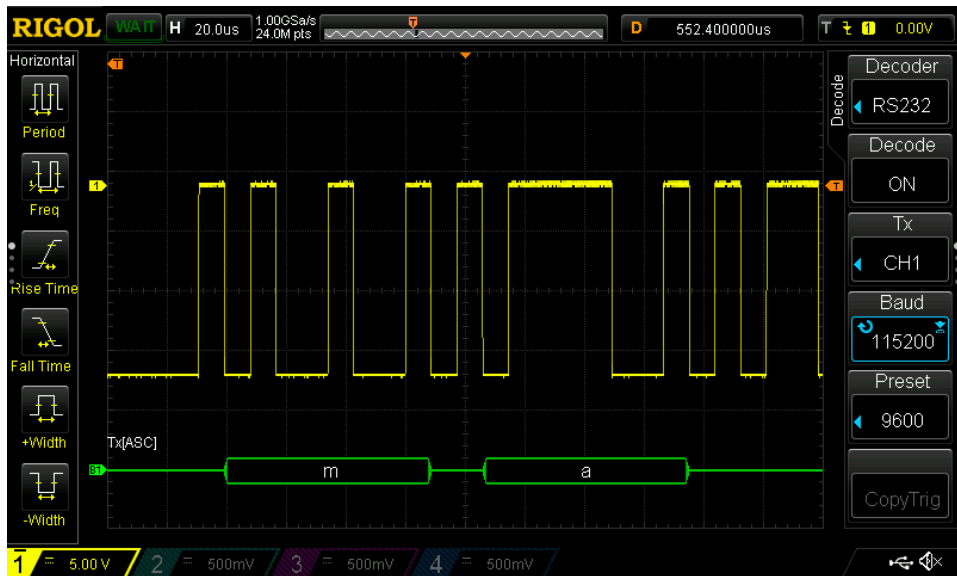 RIGOL WAIT H 20.0us 1.00GSa/s 24.0M pts T D 552.400000us T 1 0.00V
Horizontal
Period
Freq
Rise Time
Fall Time
+Width
-Width
T
1
T
Tx[ASC]
B1 m a
Decode
Decoder
RS232
Decode
ON
Tx
CH1
Baud
115200
Preset
9600
CopyTrig
1 = 5.00 V 2 = 500mV 3 = 500mV 4 = 500mV